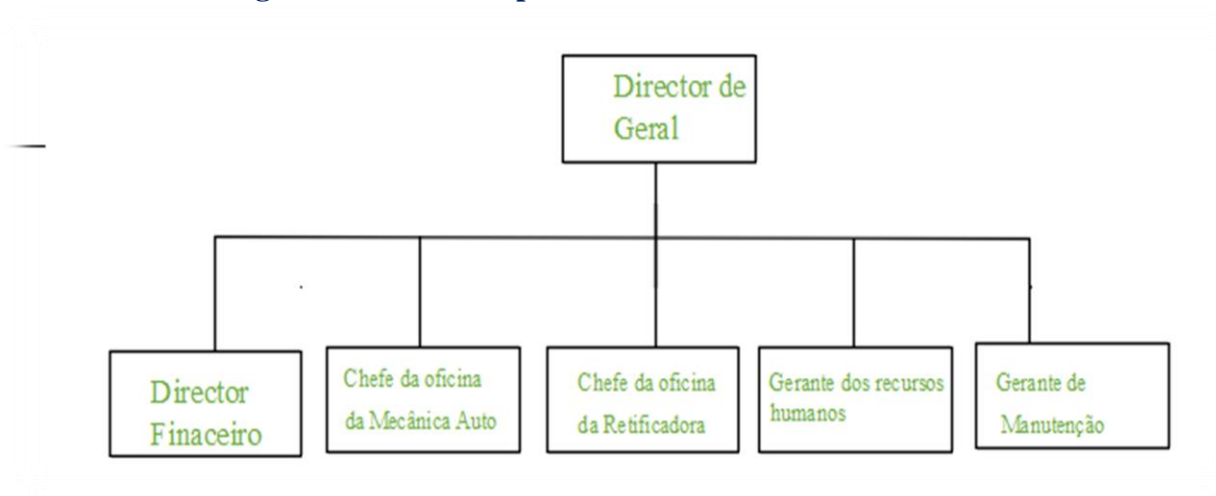 Director de
Geral
Director
Finaceiro
Chefe da oficina
da Mecânica Auto
Chefe da oficina
da Retificadora
Gerante dos recursos
humanos
Gerante de
Manutenção